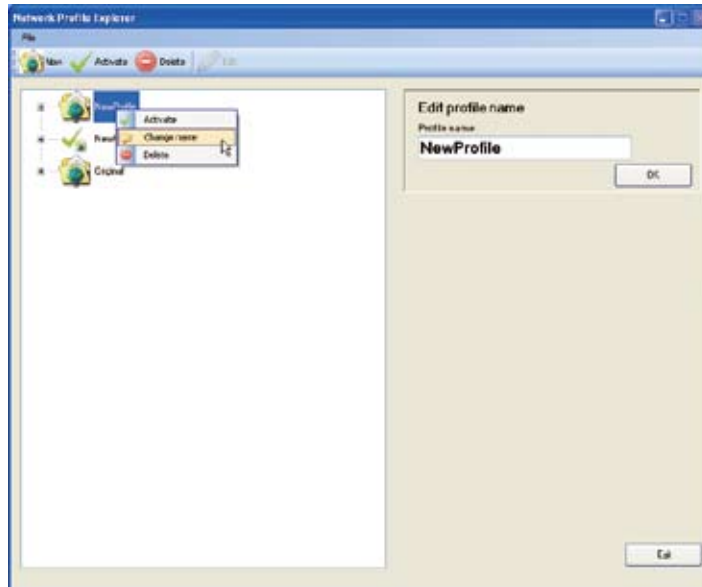 Network Profile Explorer
File
New Activate Delete Edit
NewProfile
Activate
Change name
Delete
Original
Edit profile name
Profile name
NewProfile
OK
Exit